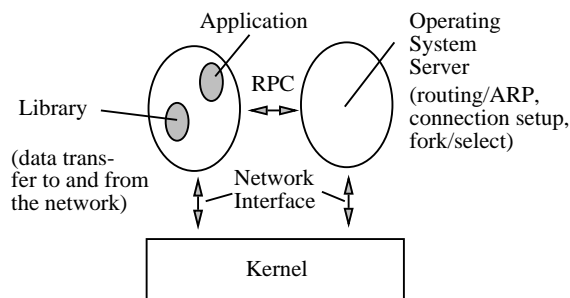 Application
Operating
System
Server
(routing/ARP,
connection setup,
fork/select)
RPC
Library
(data trans-
fer to and from
the network)
Network
Interface
Kernel